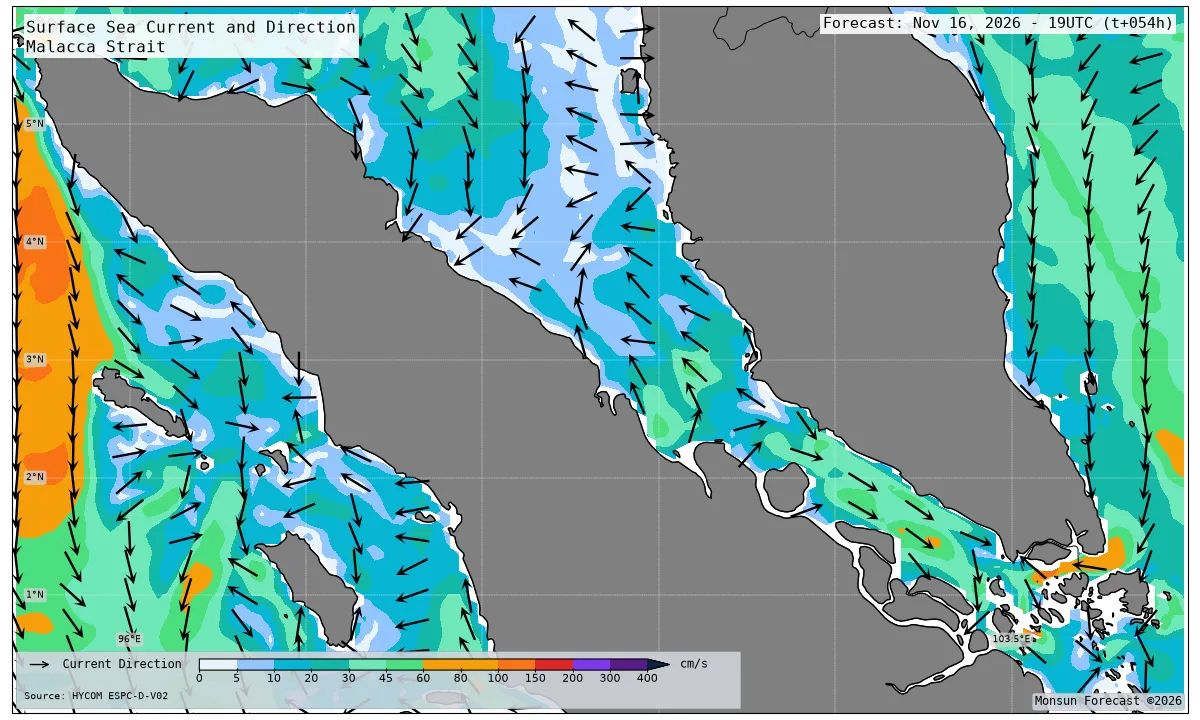 Surface Sea Current and Direction
Malacca Strait
Forecast: Nov 16, 2026 - 19UTC (t+054h)
5°N
4°N
3°N
2°N
1°N
96°E
103.5°E
Current Direction
0 5 10 20 30 45 60 80 100 150 200 300 400
cm/s
Source: HYCOM ESPC-D-V02
Monsun Forecast ©2026